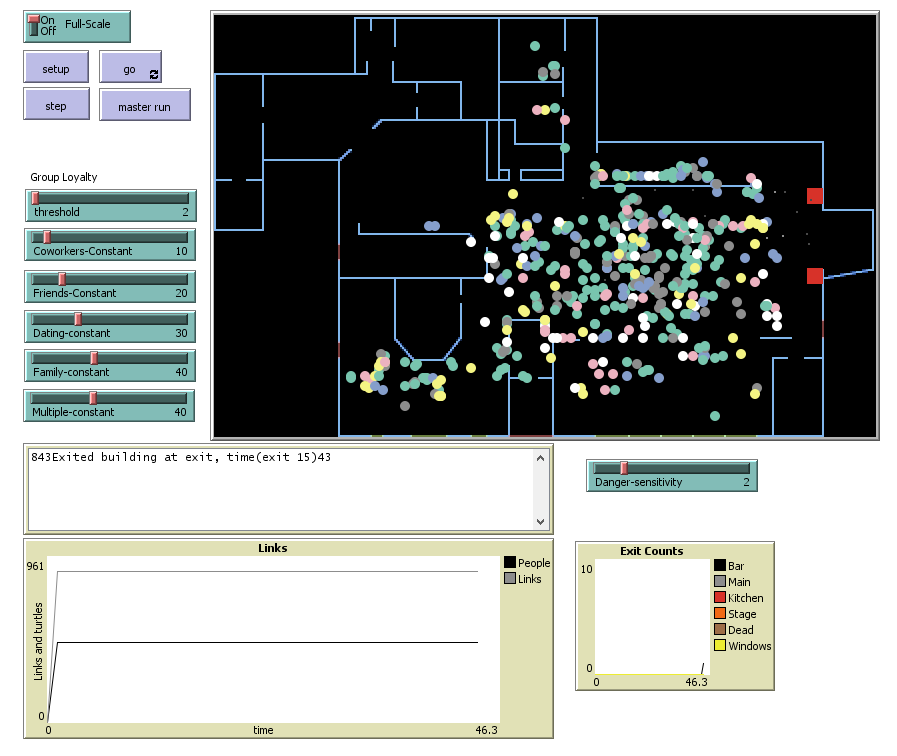 On
Off
Full-Scale
setup
go
step
master run
Group Loyalty
threshold 2
Coworkers-Constant 10
Friends-Constant 20
Dating-constant 30
Family-constant 40
Multiple-constant 40
843Exited building at exit, time(exit 15)43
Danger-sensitivity 2
Links
961
Links and turtles
0
0
time
46.3
People
Links
Exit Counts
10
0
0
46.3
Bar
Main
Kitchen
Stage
Dead
Windows